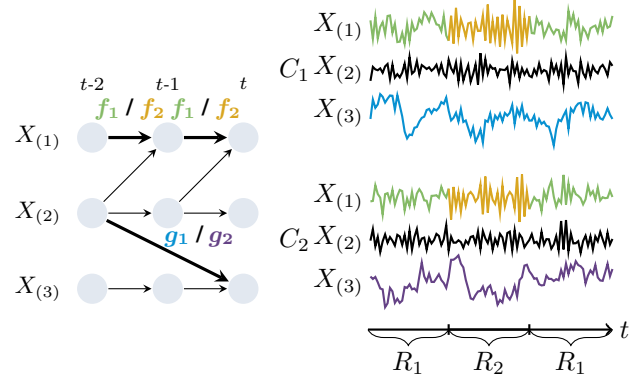 t-2 t-1 t
f₁ / f₂ f₁ / f₂
X₍₁₎
X₍₂₎
g₁ / g₂
X₍₃₎
X₍₁₎
C₁ X₍₂₎
X₍₃₎
X₍₁₎
C₂ X₍₂₎
X₍₃₎
t
R₁ R₂ R₁